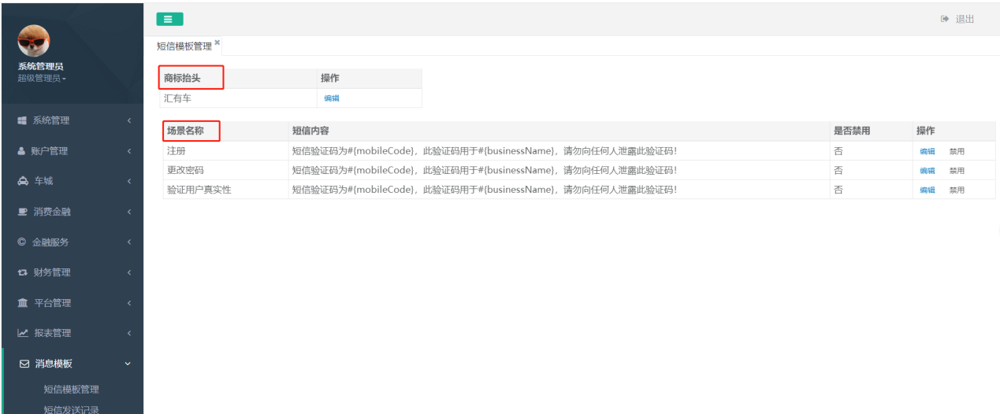 退出
系统管理员
超级管理员
系统管理
账户管理
车城
消费金融
金融服务
财务管理
平台管理
报表管理
消息模板
短信模板管理
短信发送记录
短信模板管理
商标抬头 操作
汇有车 编辑
场景名称 短信内容 是否禁用 操作
注册 短信验证码为#{mobileCode}，此验证码用于#{businessName}，请勿向任何人泄露此验证码！ 否 编辑 禁用
更改密码 短信验证码为#{mobileCode}，此验证码用于#{businessName}，请勿向任何人泄露此验证码！ 否 编辑 禁用
验证用户真实性 短信验证码为#{mobileCode}，此验证码用于#{businessName}，请勿向任何人泄露此验证码！ 否 编辑 禁用